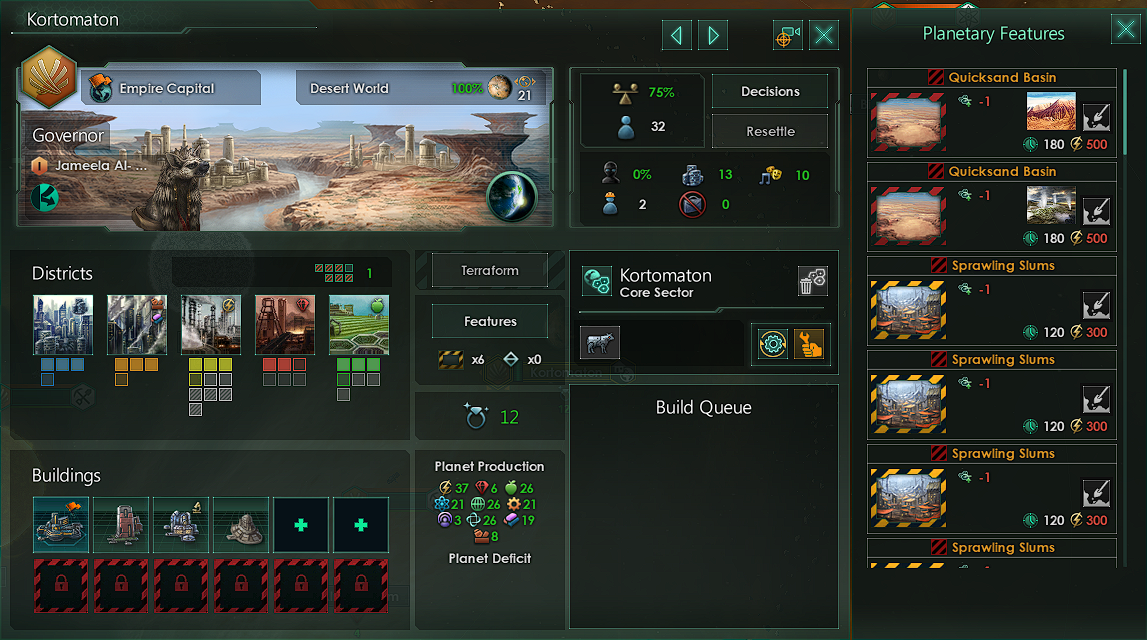 Kortomaton
Planetary Features
Empire Capital
Desert World
100%
21
Governor
Jameela Al- ...
75%
32
Decisions
Resettle
0%
13
10
2
0
Quicksand Basin
-1
180
500
Quicksand Basin
-1
180
500
Sprawling Slums
-1
120
300
Sprawling Slums
-1
120
300
Sprawling Slums
-1
120
300
Sprawling Slums
Districts
1
Terraform
Features
x6
x0
12
Kortomaton
Core Sector
Kortomaton
Build Queue
Buildings
Planet Production
37 6 26
21 26 21
3 26 19
8
Planet Deficit